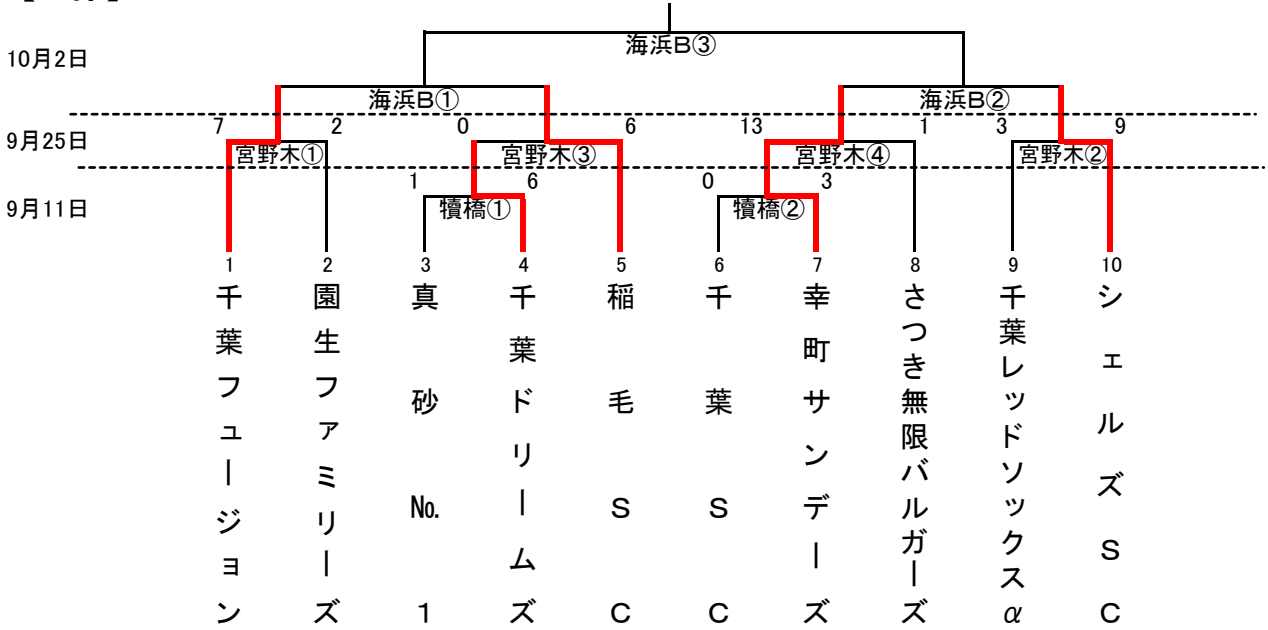 海浜B③
10月2日
海浜B① 海浜B②
7 2 0 6 13 1 3 9
9月25日
宮野木① 宮野木③ 宮野木④ 宮野木②
1 6 0 3
9月11日
犢橋① 犢橋②
1 2 3 4 5 6 7 8 9 10
千葉フュージョン
園生ファミリーズ
真砂№1
千葉ドリームズ
稲毛SC
千葉SC
幸町サンデーズ
さつき無限バルガーズ
千葉レッドソックスα
シェルズSC